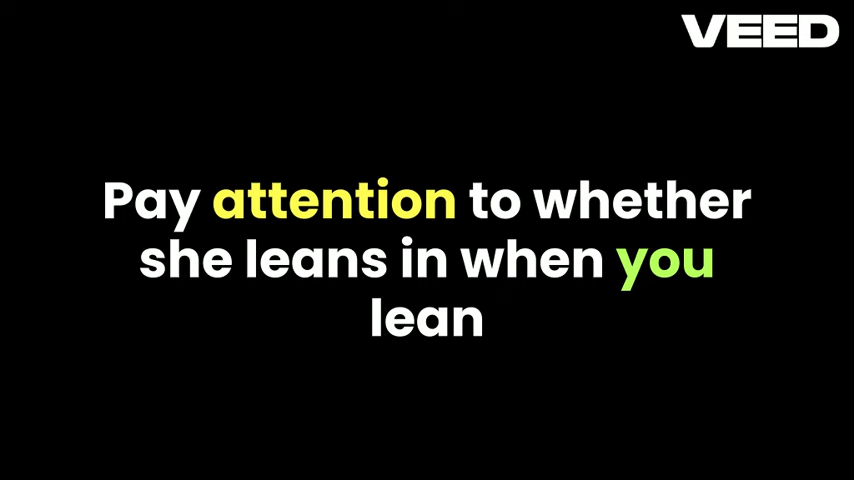 VEED
Pay attention to whether
she leans in when you
lean